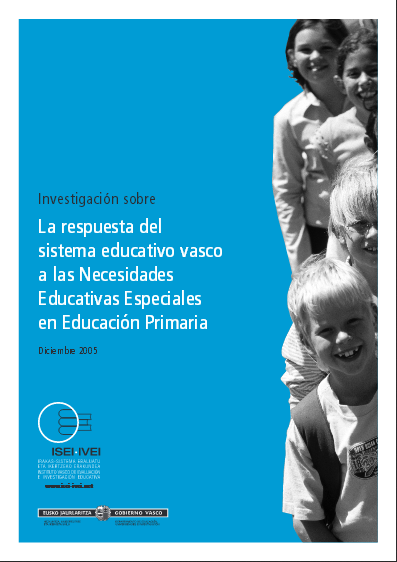 Investigación sobre
La respuesta del
sistema educativo vasco
a las Necesidades
Educativas Especiales
en Educación Primaria
Diciembre 2005
ISEI·IVEI
IRAKAS-SISTEMA EBALUATU
ETA IKERTZEKO ERAKUNDEA
INSTITUTO VASCO DE EVALUACIÓN
E INVESTIGACIÓN EDUCATIVA
www.isei-ivei.net
EUSKO JAURLARITZA GOBIERNO VASCO